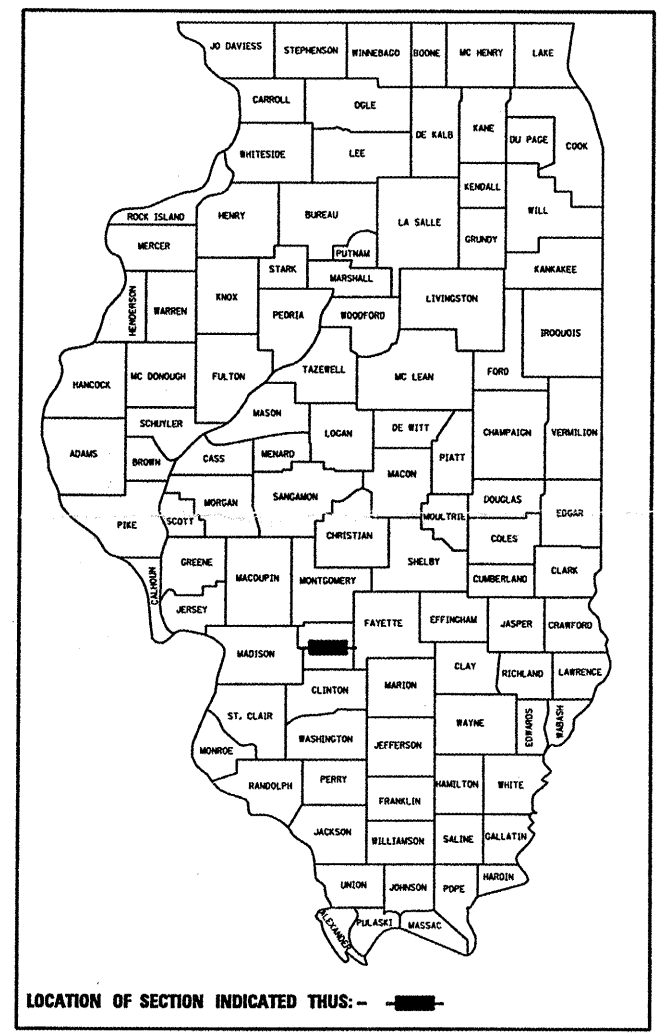 JO DAVIESS STEPHENSON WINNEBAGO BOONE MC HENRY LAKE
CARROLL OGLE
DE KALB KANE DU PAGE COOK
WHITESIDE LEE
KENDALL
ROCK ISLAND HENRY BUREAU LA SALLE WILL
MERCER PUTNAM GRUNDY
STARK MARSHALL KANKAKEE
HENDERSON WARREN KNOX PEORIA WOODFORD LIVINGSTON
IROQUOIS
HANCOCK MC DONOUGH FULTON TAZEWELL MC LEAN FORD
MASON
SCHUYLER LOGAN DE WITT CHAMPAIGN VERMILION
ADAMS BROWN CASS MENARD PIATT
MACON
MORGAN SANGAMON DOUGLAS
PIKE SCOTT CHRISTIAN MOULTRIE EDGAR
COLES
GREENE SHELBY
CALHOUN MACOUPIN MONTGOMERY CUMBERLAND CLARK
JERSEY
FAYETTE EFFINGHAM JASPER CRAWFORD
MADISON
CLAY RICHLAND LAWRENCE
CLINTON MARION
ST. CLAIR WAYNE EDWARDS WABASH
WASHINGTON JEFFERSON
MONROE
RANDOLPH PERRY HAMILTON WHITE
FRANKLIN
JACKSON WILLIAMSON SALINE GALLATIN
HARDIN
UNION JOHNSON POPE
ALEXANDER PULASKI MASSAC
LOCATION OF SECTION INDICATED THUS:-